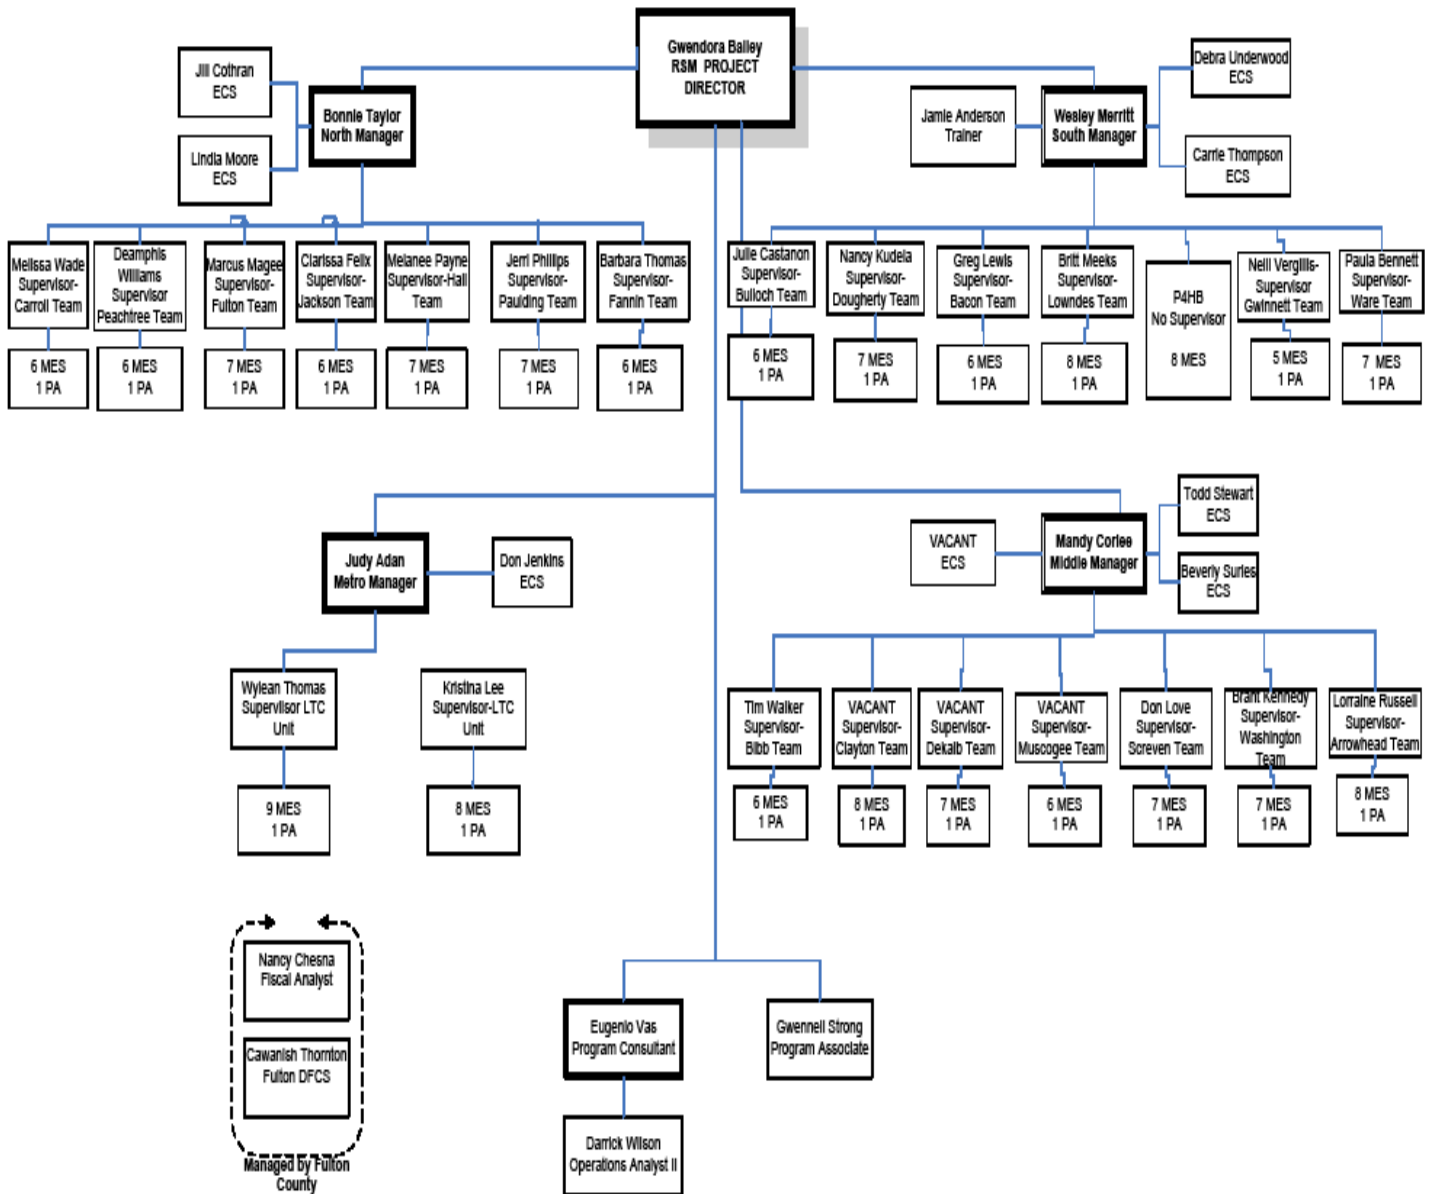 Gwendora Bailey
RSM PROJECT
DIRECTOR
Jill Cothran
ECS
Lindia Moore
ECS
Bonnie Taylor
North Manager
Jamie Anderson
Trainer
Wesley Merritt
South Manager
Debra Underwood
ECS
Carrie Thompson
ECS
Melissa Wade
Supervisor-
Carroll Team
6 MES
1 PA
Deamphis
Williams
Supervisor
Peachtree Team
6 MES
1 PA
Marcus Magee
Supervisor-
Fulton Team
7 MES
1 PA
Clarissa Felix
Supervisor-
Jackson Team
6 MES
1 PA
Melanee Payne
Supervisor-Hall
Team
7 MES
1 PA
Jerri Phillips
Supervisor-
Paulding Team
7 MES
1 PA
Barbara Thomas
Supervisor-
Fannin Team
6 MES
1 PA
Julie Castanon
Supervisor-
Bulloch Team
6 MES
1 PA
Nancy Kudela
Supervisor-
Dougherty Team
7 MES
1 PA
Greg Lewis
Supervisor-
Bacon Team
6 MES
1 PA
Britt Meeks
Supervisor-
Lowndes Team
8 MES
1 PA
P4HB
No Supervisor
8 MES
Neill Vergillis-
Supervisor
Gwinnett Team
5 MES
1 PA
Paula Bennett
Supervisor-
Ware Team
7 MES
1 PA
Judy Adan
Metro Manager
Don Jenkins
ECS
VACANT
ECS
Mandy Corlee
Middle Manager
Todd Stewart
ECS
Beverly Surles
ECS
Wylean Thomas
Supervisor LTC
Unit
9 MES
1 PA
Kristina Lee
Supervisor-LTC
Unit
8 MES
1 PA
Tim Walker
Supervisor-
Bibb Team
6 MES
1 PA
VACANT
Supervisor-
Clayton Team
8 MES
1 PA
VACANT
Supervisor-
Dekalb Team
7 MES
1 PA
VACANT
Supervisor-
Muscogee Team
6 MES
1 PA
Don Love
Supervisor-
Screven Team
7 MES
1 PA
Brant Kennedy
Supervisor-
Washington
Team
7 MES
1 PA
Lorraine Russell
Supervisor-
Arrowhead Team
8 MES
1 PA
Nancy Chesna
Fiscal Analyst
Cawanish Thornton
Fulton DFCS
Managed by Fulton
County
Eugenio Vas
Program Consultant
Gwennell Strong
Program Associate
Darrick Wilson
Operations Analyst II